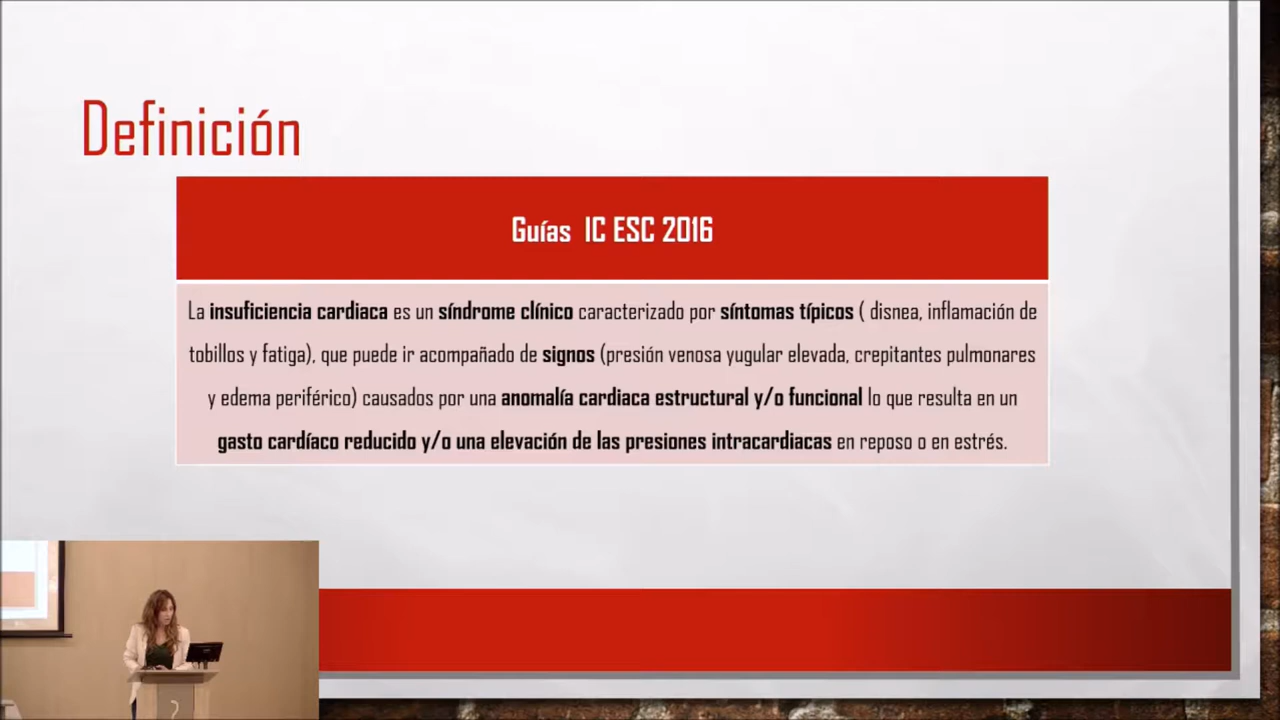 Definición
Guías IC ESC 2016
La insuficiencia cardiaca es un síndrome clínico caracterizado por síntomas típicos ( disnea, inflamación de
tobillos y fatiga), que puede ir acompañado de signos (presión venosa yugular elevada, crepitantes pulmonares
y edema periférico) causados por una anomalía cardiaca estructural y/o funcional lo que resulta en un
gasto cardíaco reducido y/o una elevación de las presiones intracardiacas en reposo o en estrés.